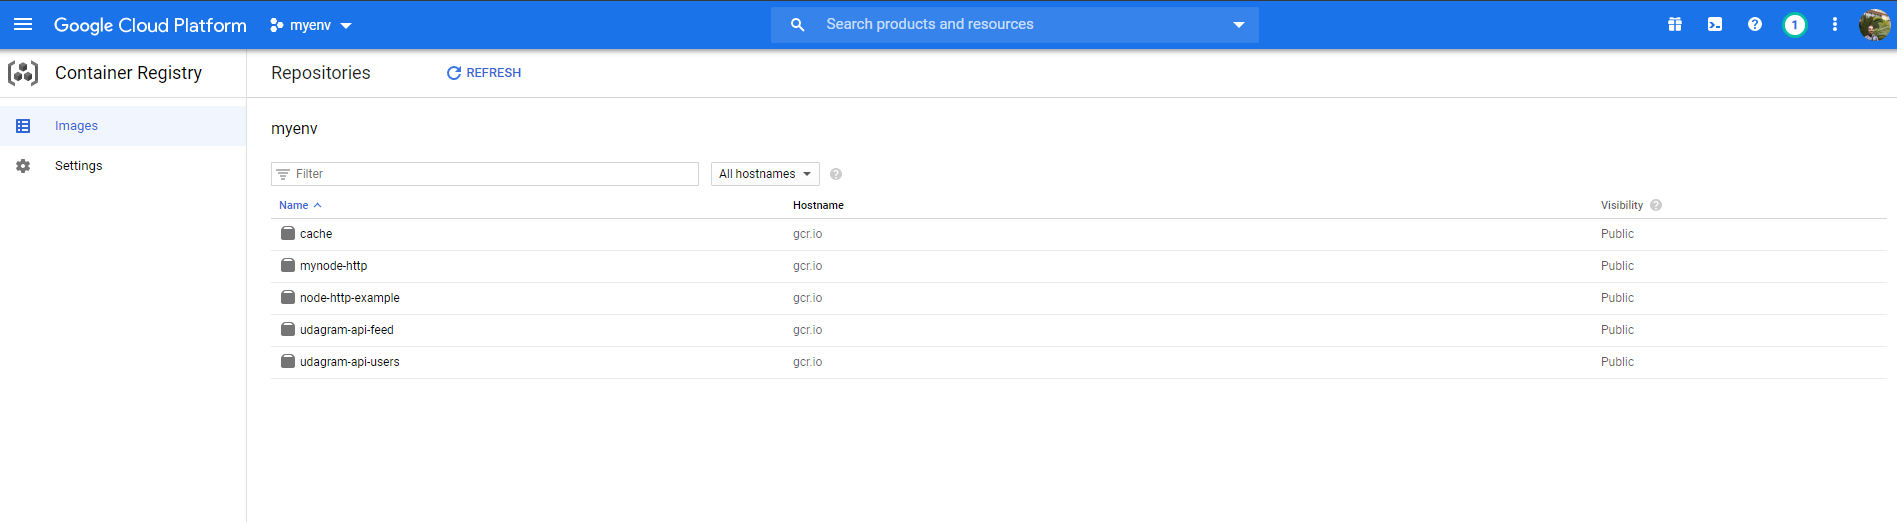 Google Cloud Platform myenv Search products and resources 1
Container Registry Repositories REFRESH
Images
Settings
myenv
Filter All hostnames
Name Hostname Visibility
cache gcr.io Public
mynode-http gcr.io Public
node-http-example gcr.io Public
udagram-api-feed gcr.io Public
udagram-api-users gcr.io Public